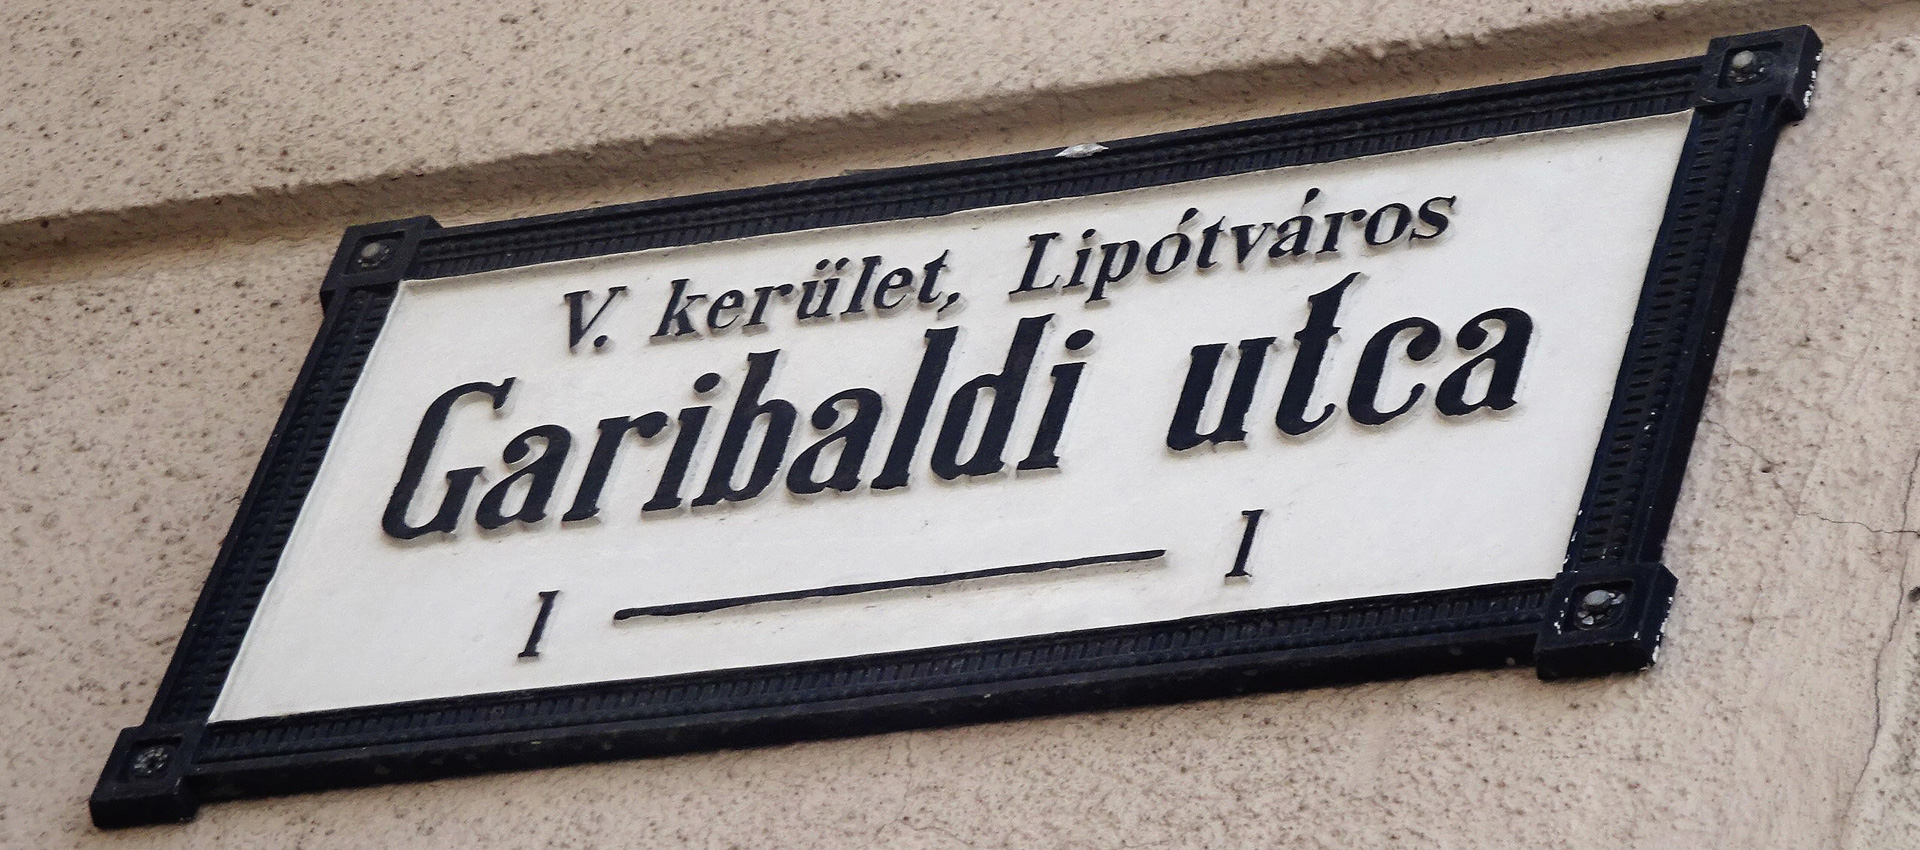 V. kerület, Lipótváros
Garibaldi utca
1 — 1